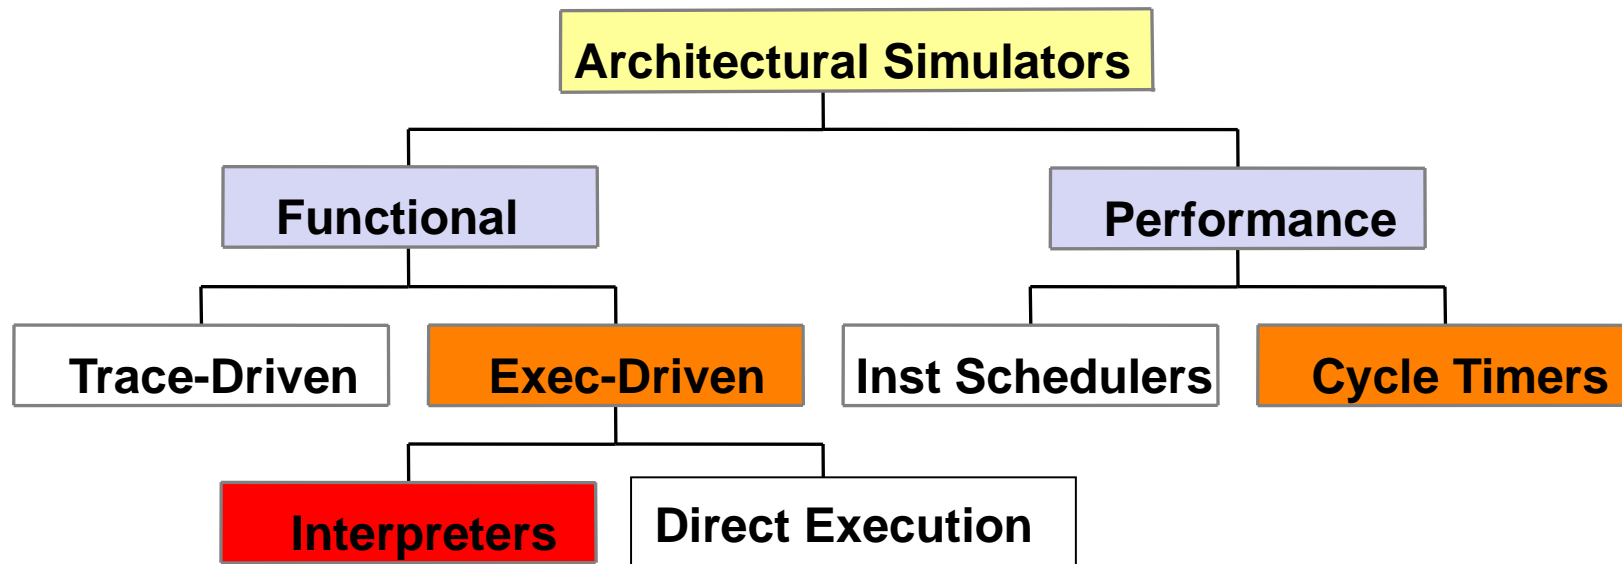 Architectural Simulators
Functional
Performance
Trace-Driven
Exec-Driven
Inst Schedulers
Cycle Timers
Interpreters
Direct Execution